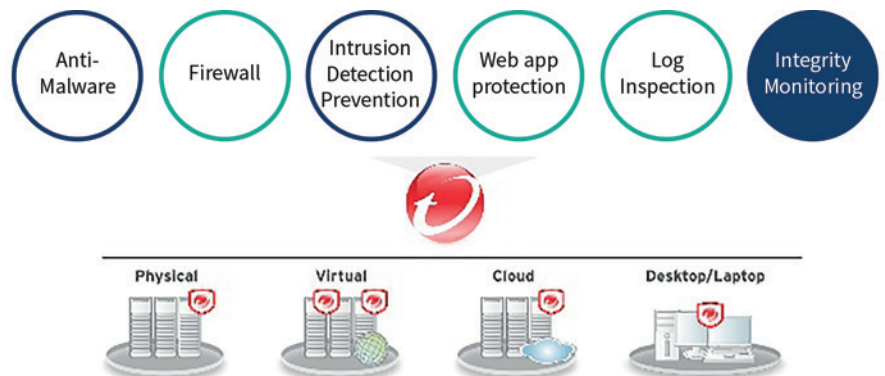 Anti-
Malware
Firewall
Intrusion
Detection
Prevention
Web app
protection
Log
Inspection
Integrity
Monitoring
Physical
Virtual
Cloud
Desktop/Laptop